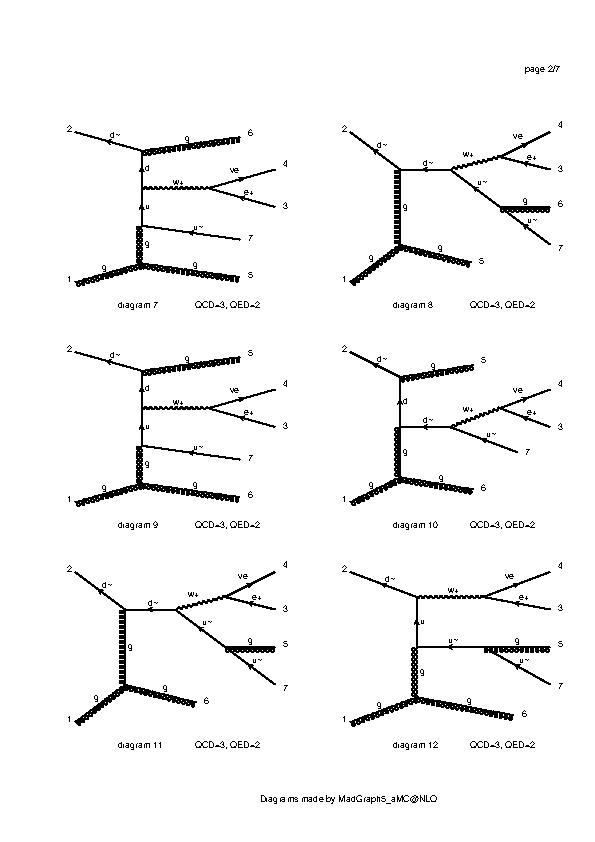 page 2/7
2 d~ g 6
d
w+ ve 4
e+ 3
u
u~ 7
g
1 g g 5
diagram 7 QCD=3, QED=2
2 d~ d~ w+ ve 4
e+ 3
u~
g 6
g
u~ 7
1 g g 5
diagram 8 QCD=3, QED=2
2 d~ g 5
d
w+ ve 4
e+ 3
u
u~ 7
g
1 g g 6
diagram 9 QCD=3, QED=2
2 d~ g 5
d
d~ w+ ve 4
e+ 3
u~ 7
g
1 g g 6
diagram 10 QCD=3, QED=2
2 d~ d~ w+ ve 4
e+ 3
u~
g 5
g
u~ 7
1 g g 6
diagram 11 QCD=3, QED=2
2 d~ w+ ve 4
e+ 3
u
u~ g 5
u~ 7
g
1 g g 6
diagram 12 QCD=3, QED=2
Diagrams made by MadGraph5_aMC@NLO